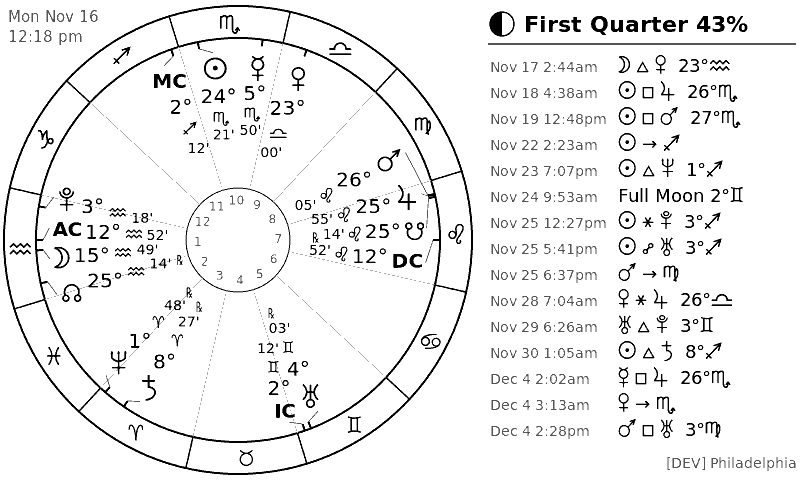 Mon Nov 16
12:18 pm
First Quarter 43%
♏
♐
♎
♑
♍
♒
♌
♓
♋
♈
♊
♉
MC 2° ♐ 12'
☉ 24° ♏ 21'
☿ 5° ♏ 50'
♀ 23° ♎ 00'
♂ 26° ♌ 05'
♃ 25° ♌ 55'
☋ 25° ♌ 14' ℞
DC 12° ♌ 52'
♇ 3° ♒ 18'
AC 12° ♒ 52'
☽ 15° ♒ 49'
☊ 25° ♒ 14' ℞
♆ 1° ♈ 48' ℞
♄ 8° ♈ 27' ℞
IC 2° ♊ 12'
♅ 4° ♊ 03' ℞
1
2
3
4
5
6
7
8
9
10
11
12
Nov 17 2:44am ☽ △ ♀ 23°♒
Nov 18 4:38am ☉ □ ♃ 26°♏
Nov 19 12:48pm ☉ □ ♂ 27°♏
Nov 22 2:23am ☉ → ♐
Nov 23 7:07pm ☉ △ ♆ 1°♐
Nov 24 9:53am Full Moon 2°♊
Nov 25 12:27pm ☉ ⚹ ♇ 3°♐
Nov 25 5:41pm ☉ ☍ ♅ 3°♐
Nov 25 6:37pm ♂ → ♍
Nov 28 7:04am ♀ ⚹ ♃ 26°♎
Nov 29 6:26am ♅ △ ♇ 3°♊
Nov 30 1:05am ☉ △ ♄ 8°♐
Dec 4 2:02am ☿ □ ♃ 26°♏
Dec 4 3:13am ♀ → ♏
Dec 4 2:28pm ♂ □ ♅ 3°♍
[DEV] Philadelphia